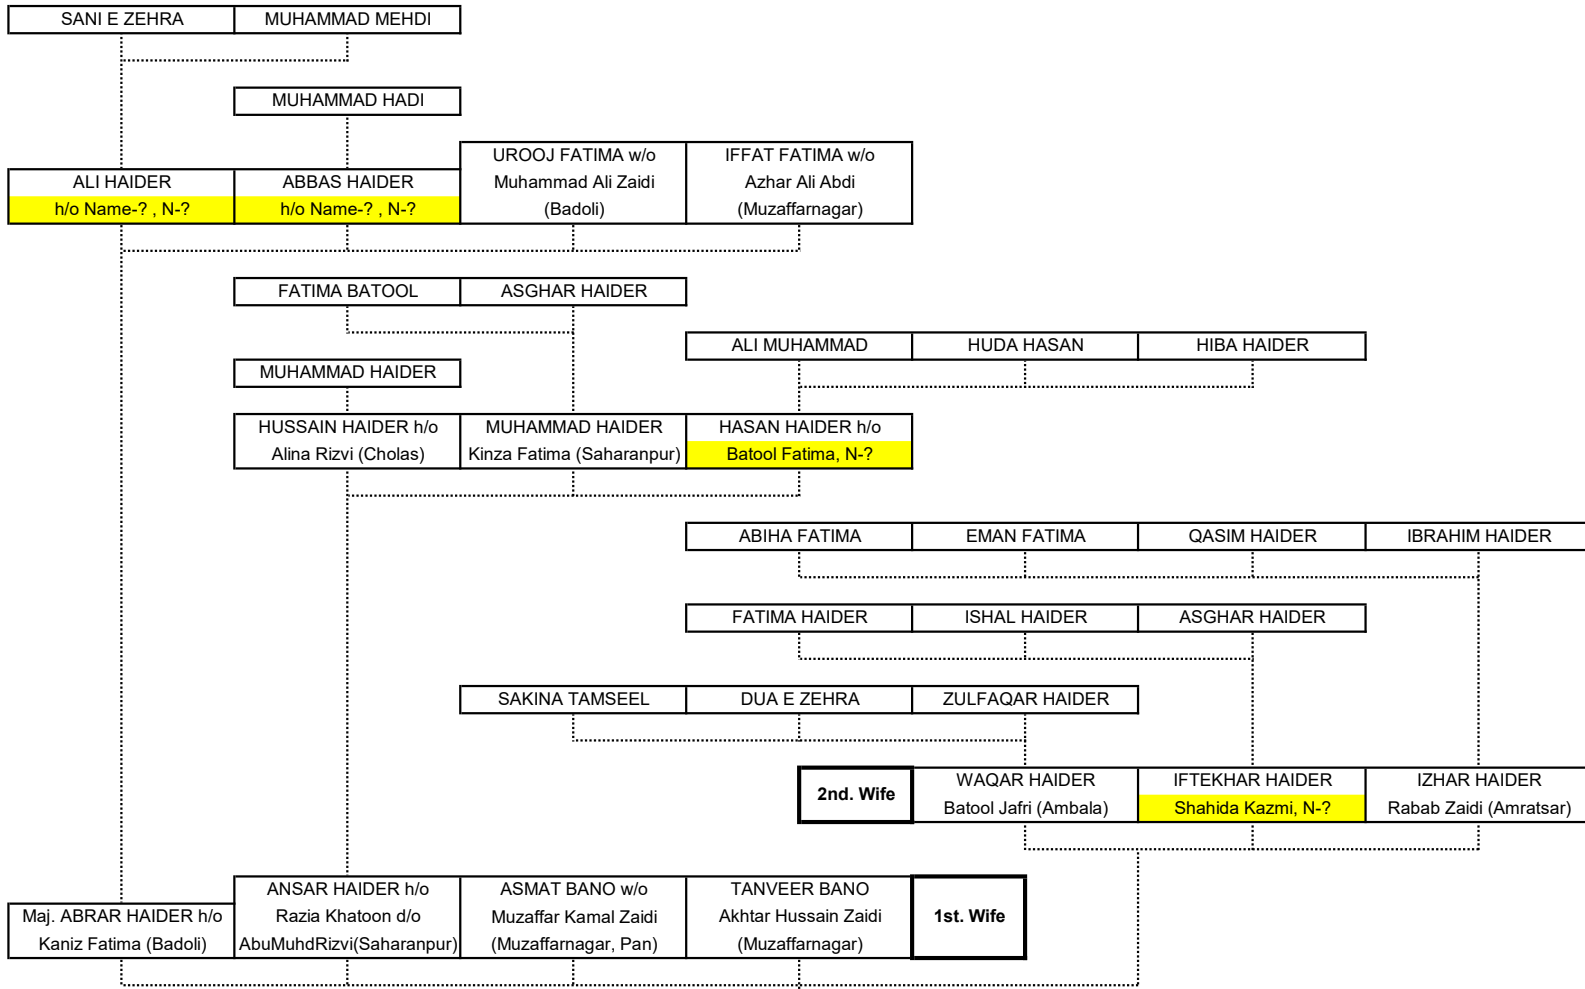 SANI E ZEHRA
MUHAMMAD MEHDI
MUHAMMAD HADI
ALI HAIDER
h/o Name-? , N-?
ABBAS HAIDER
h/o Name-? , N-?
UROOJ FATIMA w/o
Muhammad Ali Zaidi
(Badoli)
IFFAT FATIMA w/o
Azhar Ali Abdi
(Muzaffarnagar)
FATIMA BATOOL
ASGHAR HAIDER
ALI MUHAMMAD
HUDA HASAN
HIBA HAIDER
MUHAMMAD HAIDER
HUSSAIN HAIDER h/o
Alina Rizvi (Cholas)
MUHAMMAD HAIDER
Kinza Fatima (Saharanpur)
HASAN HAIDER h/o
Batool Fatima, N-?
ABIHA FATIMA
EMAN FATIMA
QASIM HAIDER
IBRAHIM HAIDER
FATIMA HAIDER
ISHAL HAIDER
ASGHAR HAIDER
SAKINA TAMSEEL
DUA E ZEHRA
ZULFAQAR HAIDER
2nd. Wife
WAQAR HAIDER
Batool Jafri (Ambala)
IFTEKHAR HAIDER
Shahida Kazmi, N-?
IZHAR HAIDER
Rabab Zaidi (Amratsar)
Maj. ABRAR HAIDER h/o
Kaniz Fatima (Badoli)
ANSAR HAIDER h/o
Razia Khatoon d/o
AbuMuhdRizvi(Saharanpur)
ASMAT BANO w/o
Muzaffar Kamal Zaidi
(Muzaffarnagar, Pan)
TANVEER BANO
Akhtar Hussain Zaidi
(Muzaffarnagar)
1st. Wife